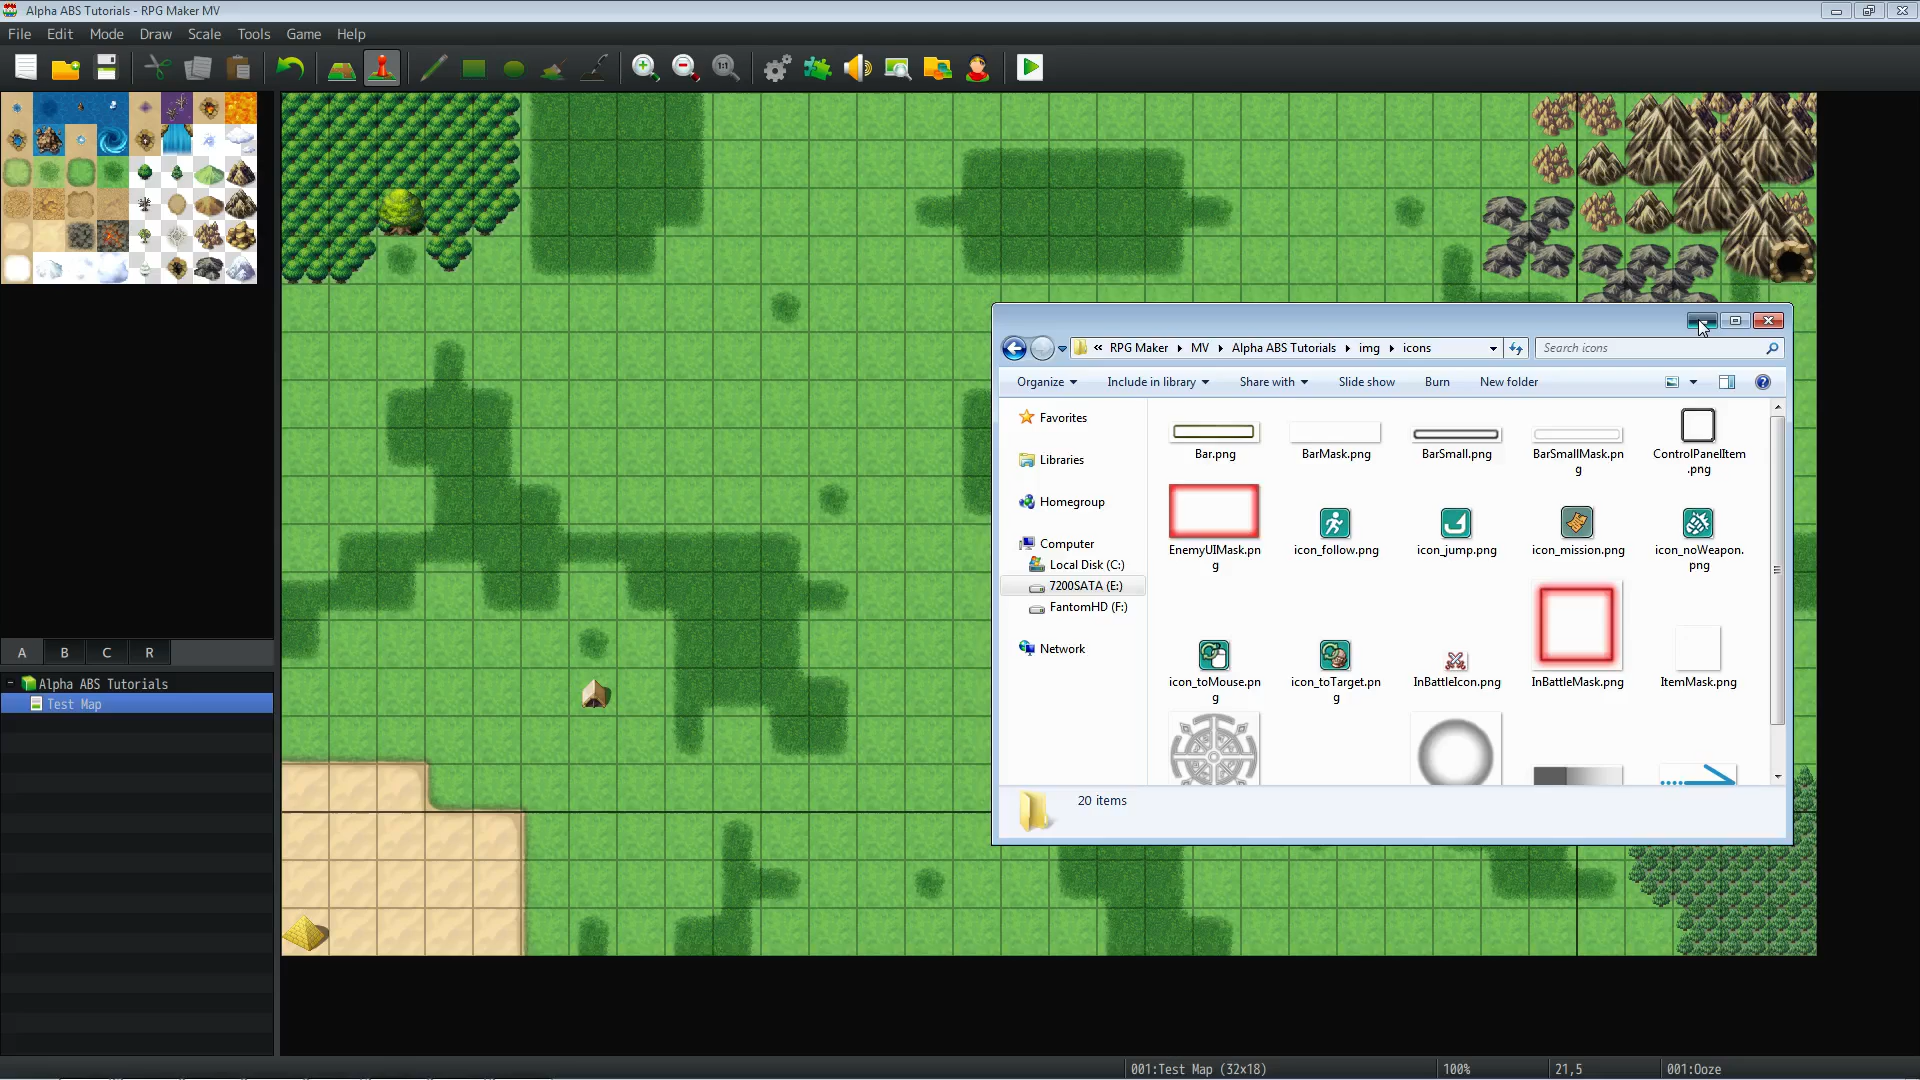 Alpha ABS Tutorials - RPG Maker MV
File Edit Mode Draw Scale Tools Game Help
1:1
A B C R
Alpha ABS Tutorials
Test Map
« RPG Maker MV Alpha ABS Tutorials img icons
Search icons
Organize Include in library Share with Slide show Burn New folder
Favorites
Libraries
Homegroup
Computer
Local Disk (C:)
7200SATA (E:)
FantomHD (F:)
Network
Bar.png
BarMask.png
BarSmall.png
BarSmallMask.pn
g
ControlPanelItem
.png
EnemyUIMask.pn
g
icon_follow.png
icon_jump.png
icon_mission.png
icon_noWeapon.
png
icon_toMouse.pn
g
icon_toTarget.pn
g
InBattleIcon.png
InBattleMask.png
ItemMask.png
20 items
001:Test Map (32x18) 100% 21,5 001:Ooze